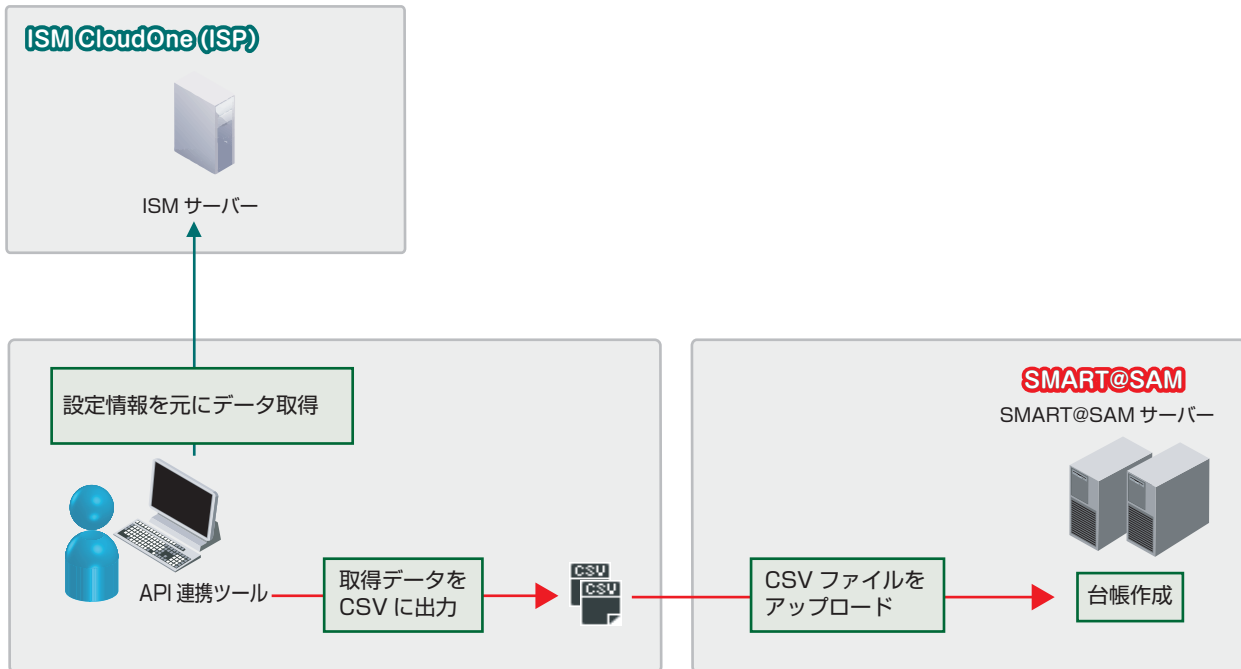 ISM CloudOne (ISP)
ISM サーバー
設定情報を元にデータ取得
API 連携ツール
取得データを
CSV に出力
CSV
CSV
SMART@SAM
SMART@SAM サーバー
CSV ファイルを
アップロード
台帳作成